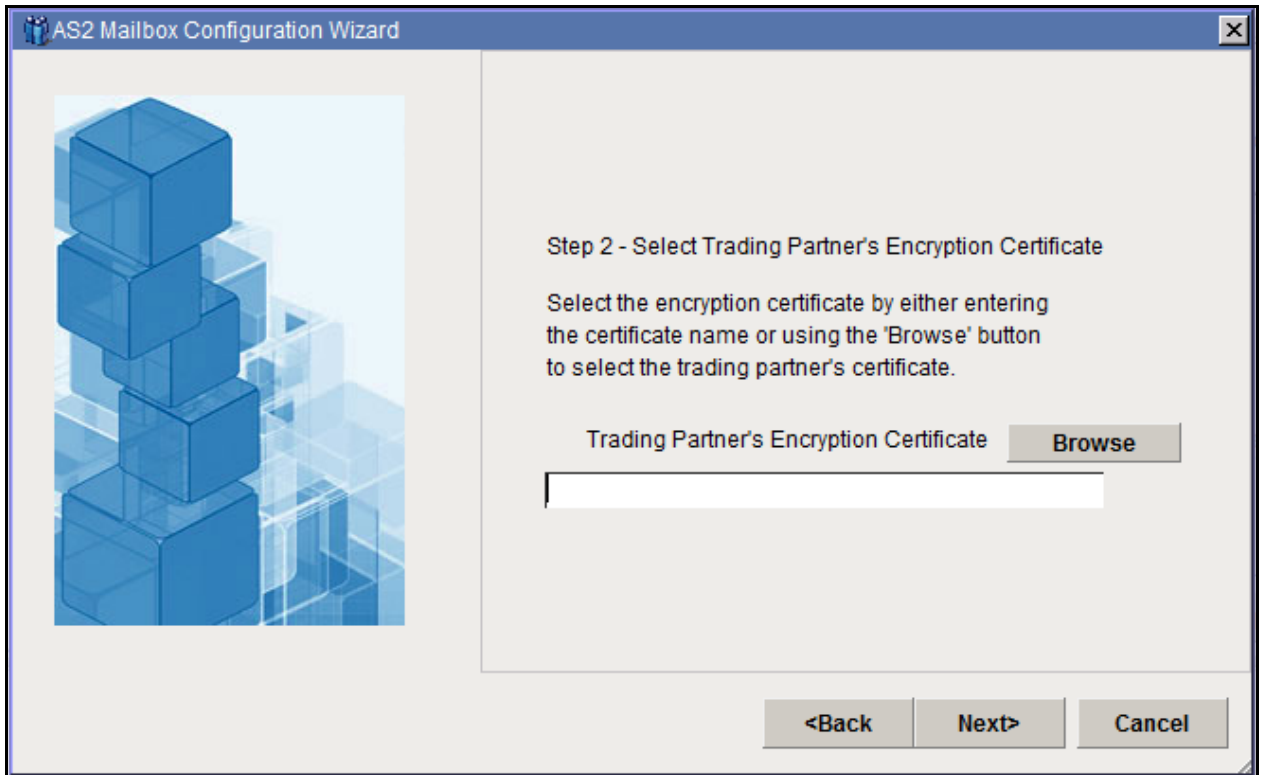 AS2 Mailbox Configuration Wizard
Step 2 - Select Trading Partner's Encryption Certificate
Select the encryption certificate by either entering
the certificate name or using the 'Browse' button
to select the trading partner's certificate.
Trading Partner's Encryption Certificate
Browse
<Back
Next>
Cancel